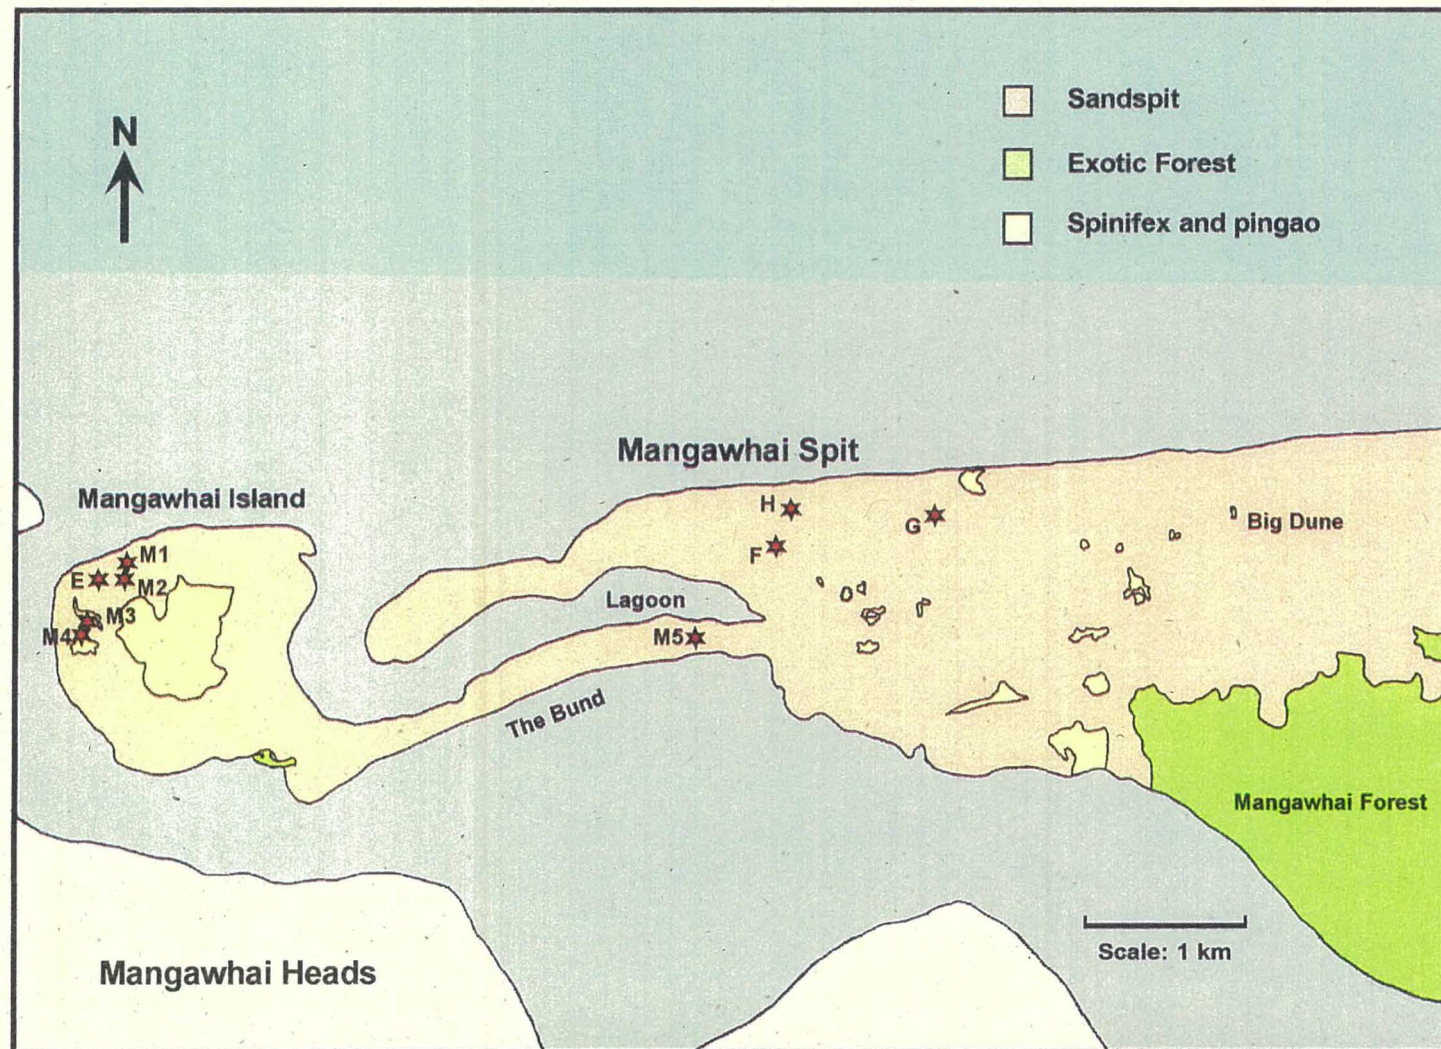 N
Sandspit
Exotic Forest
Spinifex and pingao
Mangawhai Spit
Mangawhai Island
H
G
Big Dune
F
M1
E
M2
M3
M4
Lagoon
M5
The Bund
Mangawhai Forest
Scale: 1 km
Mangawhai Heads